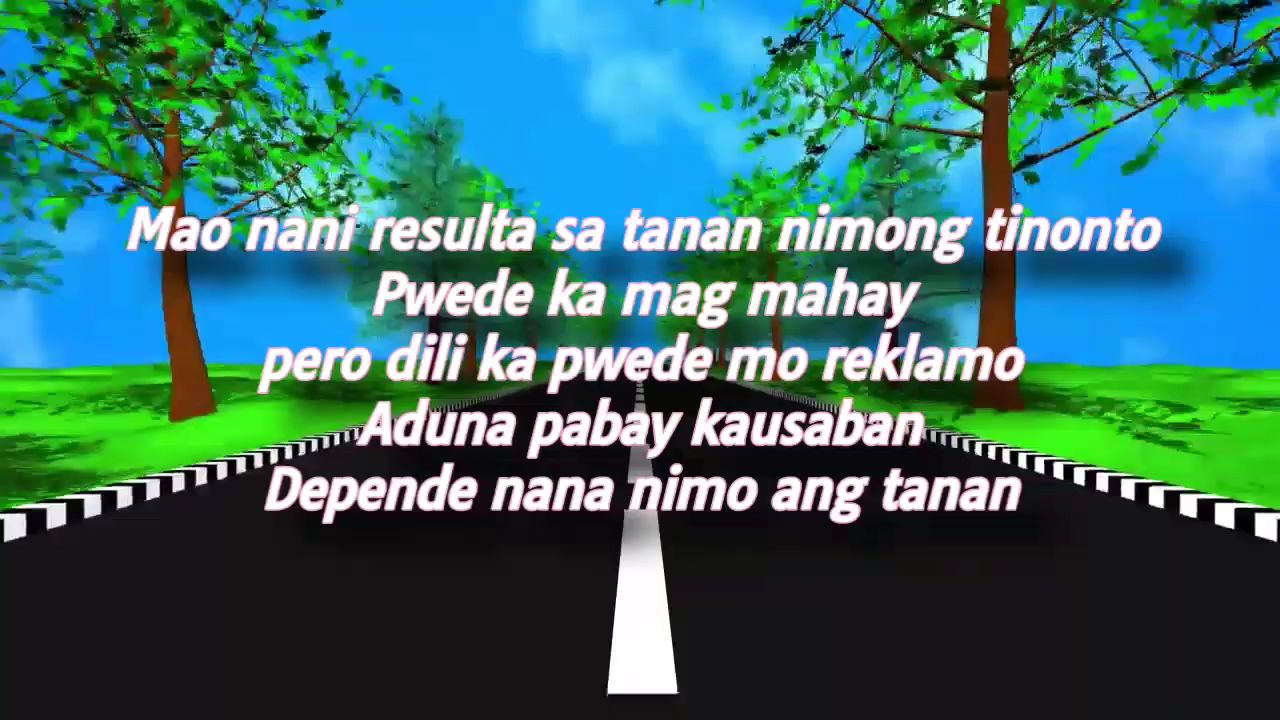 Mao nani resulta sa tanan nimong tinonto
Pwede ka mag mahay
pero dili ka pwede mo reklamo
Aduna pabay kausaban
Depende nana nimo ang tanan